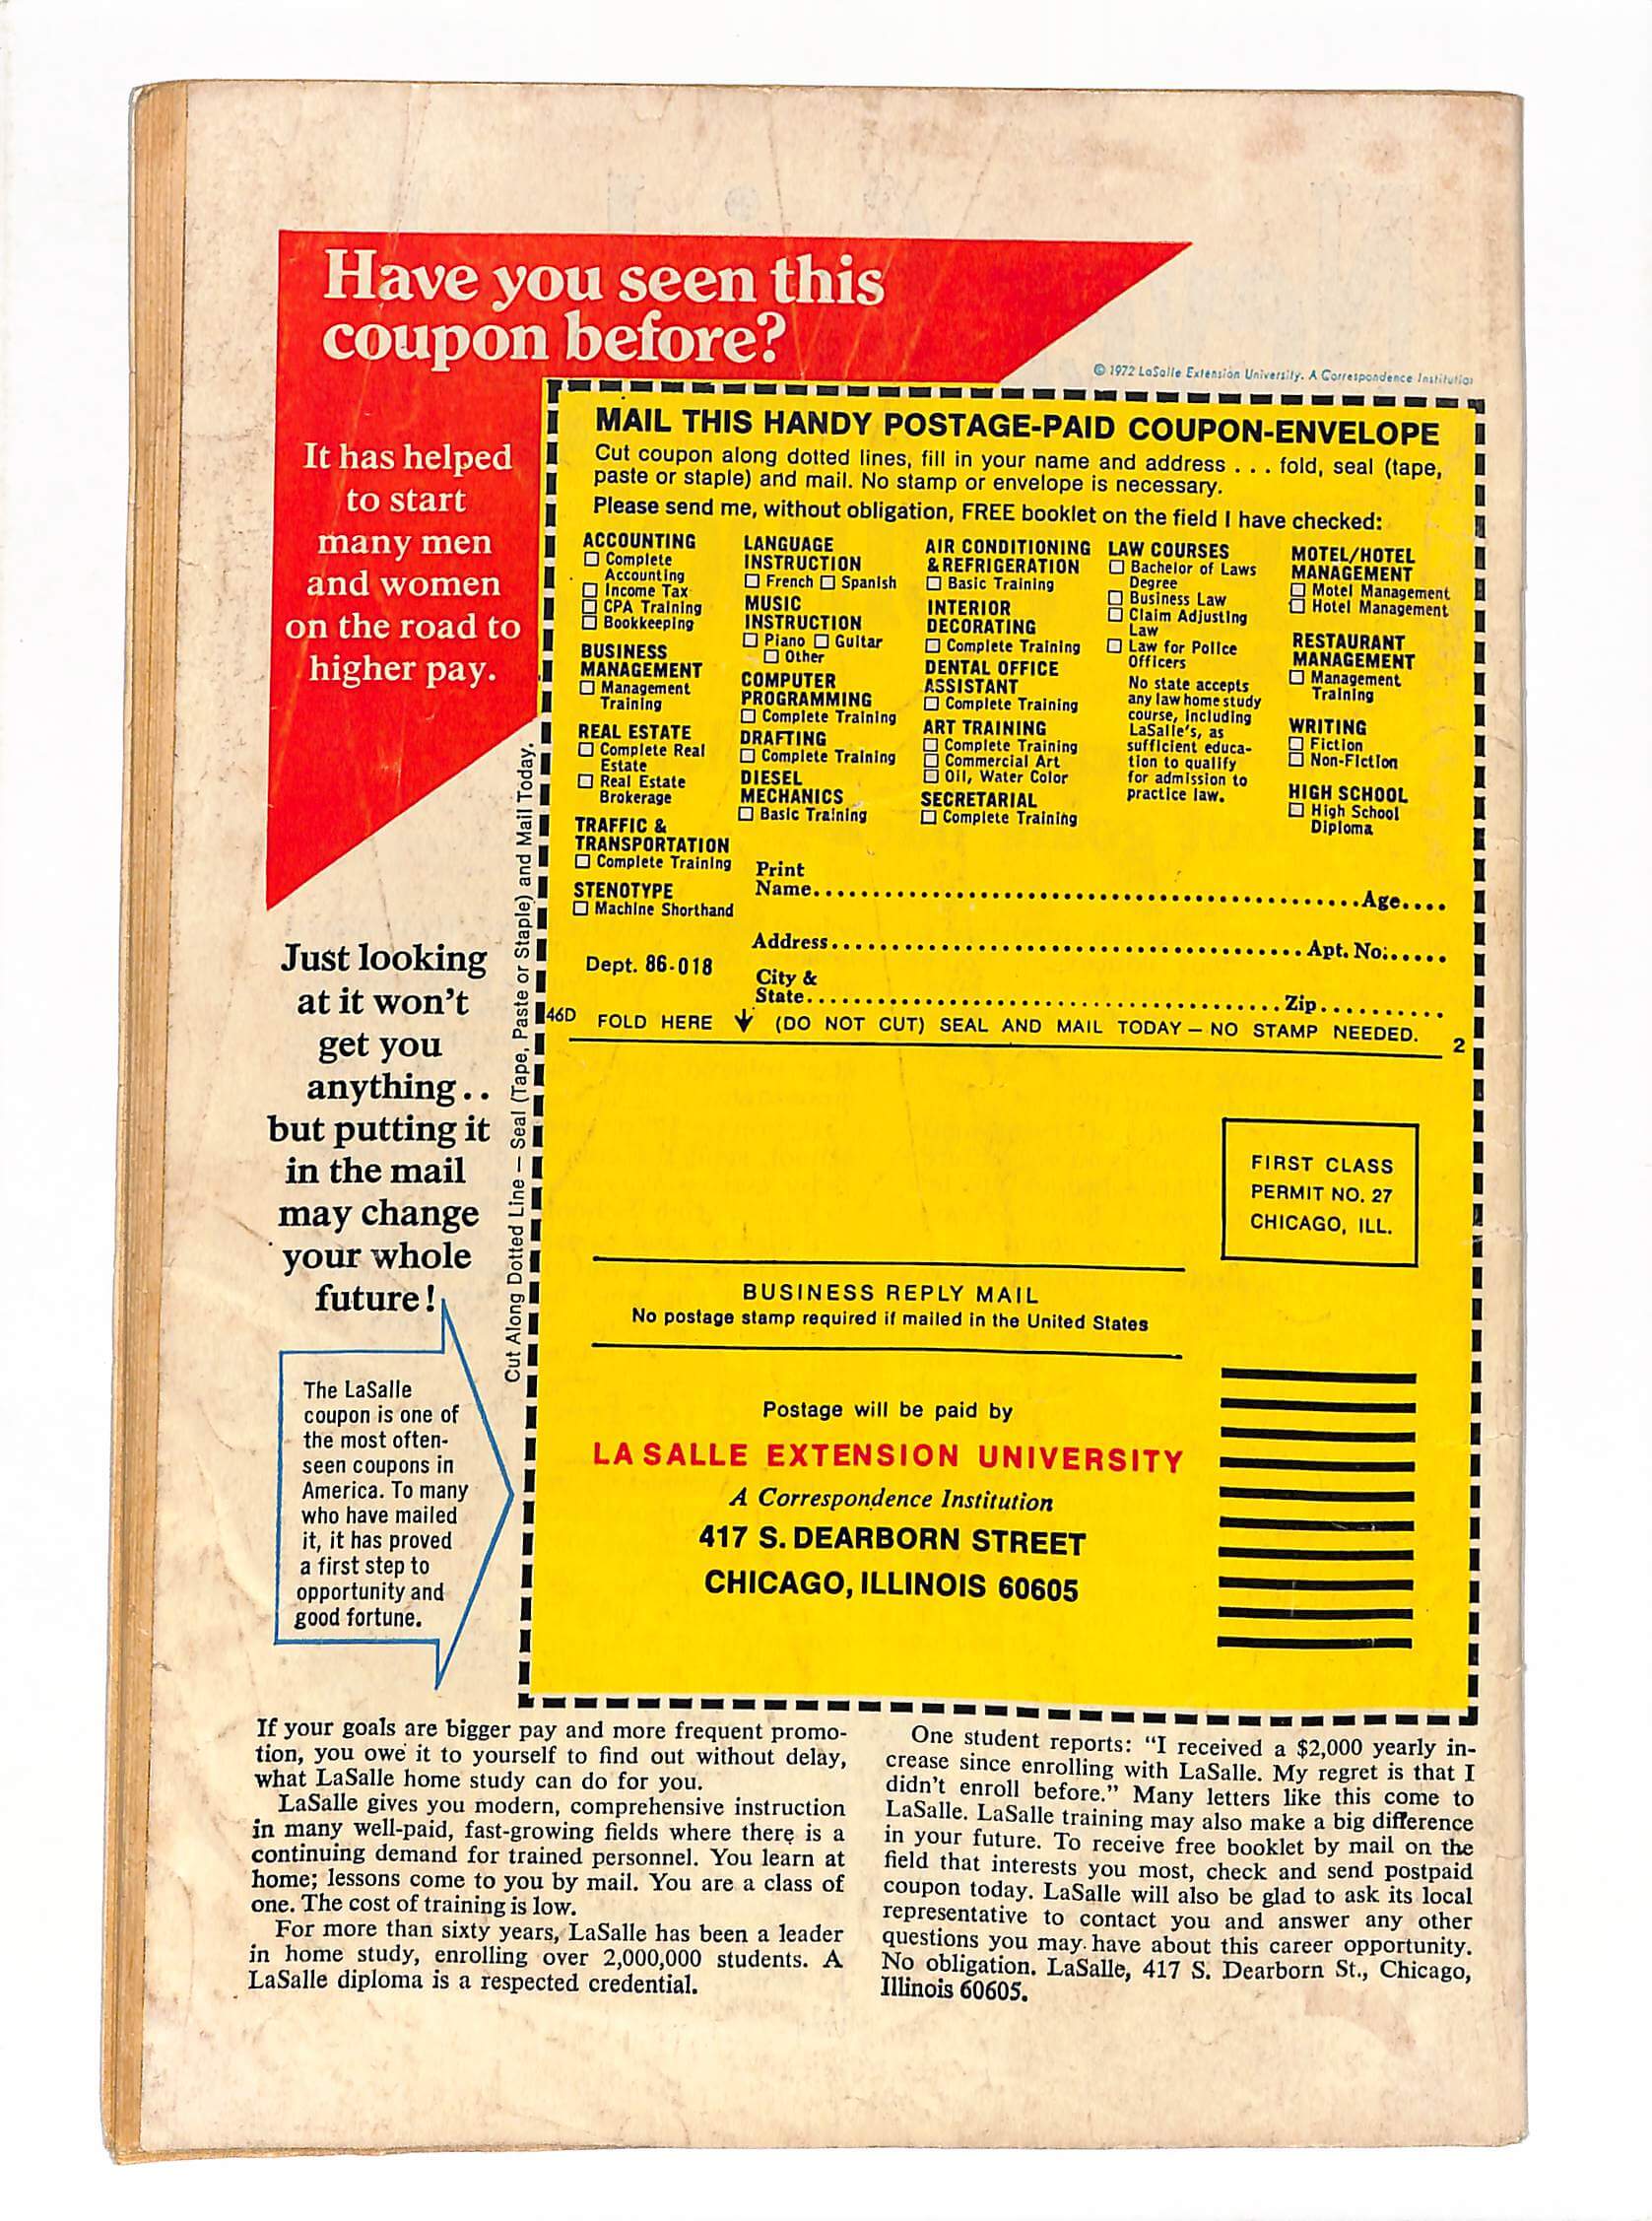 Have you seen this
coupon before?
It has helped
to start
many men
and women
on the road to
higher pay.
Just looking
at it won't
get you
anything..
but putting it
in the mail
may change
your whole
future!
The LaSalle
coupon is one of
the most often-
seen coupons in
America. To many
who have mailed
it, it has proved
a first step to
opportunity and
good fortune.
Cut Along Dotted Line — Seal (Tape, Paste or Staple) and Mail Today.
© 1972 LaSalle Extension University. A Correspondence Institution
MAIL THIS HANDY POSTAGE-PAID COUPON-ENVELOPE
Cut coupon along dotted lines, fill in your name and address . . . fold, seal (tape,
paste or staple) and mail. No stamp or envelope is necessary.
Please send me, without obligation, FREE booklet on the field I have checked:
ACCOUNTING
☐ Complete
Accounting
☐ Income Tax
☐ CPA Training
☐ Bookkeeping
BUSINESS
MANAGEMENT
☐ Management
Training
REAL ESTATE
☐ Complete Real
Estate
☐ Real Estate
Brokerage
TRAFFIC &
TRANSPORTATION
☐ Complete Training
STENOTYPE
☐ Machine Shorthand
LANGUAGE
INSTRUCTION
☐ French ☐ Spanish
MUSIC
INSTRUCTION
☐ Piano ☐ Guitar
☐ Other
COMPUTER
PROGRAMMING
☐ Complete Training
DRAFTING
☐ Complete Training
DIESEL
MECHANICS
☐ Basic Training
AIR CONDITIONING
& REFRIGERATION
☐ Basic Training
INTERIOR
DECORATING
☐ Complete Training
DENTAL OFFICE
ASSISTANT
☐ Complete Training
ART TRAINING
☐ Complete Training
☐ Commercial Art
☐ Oil, Water Color
SECRETARIAL
☐ Complete Training
LAW COURSES
☐ Bachelor of Laws
Degree
☐ Business Law
☐ Claim Adjusting
Law
☐ Law for Police
Officers
No state accepts
any law home study
course, including
LaSalle's, as
sufficient educa-
tion to qualify
for admission to
practice law.
MOTEL/HOTEL
MANAGEMENT
☐ Motel Management
☐ Hotel Management
RESTAURANT
MANAGEMENT
☐ Management
Training
WRITING
☐ Fiction
☐ Non-Fiction
HIGH SCHOOL
☐ High School
Diploma
Print
Name.......... Age....
Address.......... Apt. No:.....
Dept. 86-018
City &
State.......... Zip..........
46D FOLD HERE ↓ (DO NOT CUT) SEAL AND MAIL TODAY — NO STAMP NEEDED. 2
FIRST CLASS
PERMIT NO. 27
CHICAGO, ILL.
BUSINESS REPLY MAIL
No postage stamp required if mailed in the United States
Postage will be paid by
LA SALLE EXTENSION UNIVERSITY
A Correspondence Institution
417 S. DEARBORN STREET
CHICAGO, ILLINOIS 60605
If your goals are bigger pay and more frequent promo-
tion, you owe it to yourself to find out without delay,
what LaSalle home study can do for you.
LaSalle gives you modern, comprehensive instruction
in many well-paid, fast-growing fields where there is a
continuing demand for trained personnel. You learn at
home; lessons come to you by mail. You are a class of
one. The cost of training is low.
For more than sixty years, LaSalle has been a leader
in home study, enrolling over 2,000,000 students. A
LaSalle diploma is a respected credential.
One student reports: "I received a $2,000 yearly in-
crease since enrolling with LaSalle. My regret is that I
didn't enroll before." Many letters like this come to
LaSalle. LaSalle training may also make a big difference
in your future. To receive free booklet by mail on the
field that interests you most, check and send postpaid
coupon today. LaSalle will also be glad to ask its local
representative to contact you and answer any other
questions you may have about this career opportunity.
No obligation. LaSalle, 417 S. Dearborn St., Chicago,
Illinois 60605.